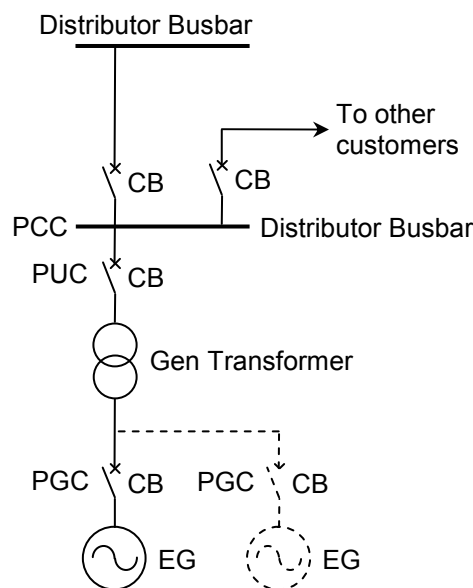 Distributor Busbar
To other
customers
CB
CB
PCC
Distributor Busbar
PUC
CB
Gen Transformer
PGC
CB
PGC
CB
EG
EG